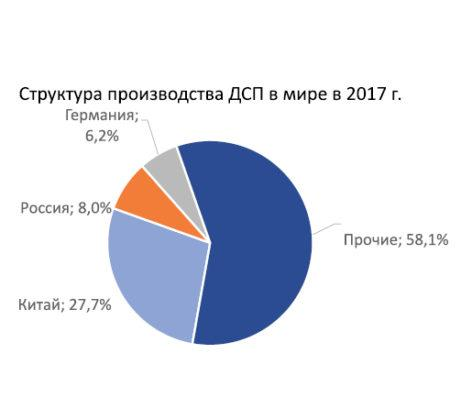 Структура производства ДСП в мире в 2017 г.
Германия;
6,2%
Россия; 8,0%
Прочие; 58,1%
Китай; 27,7%